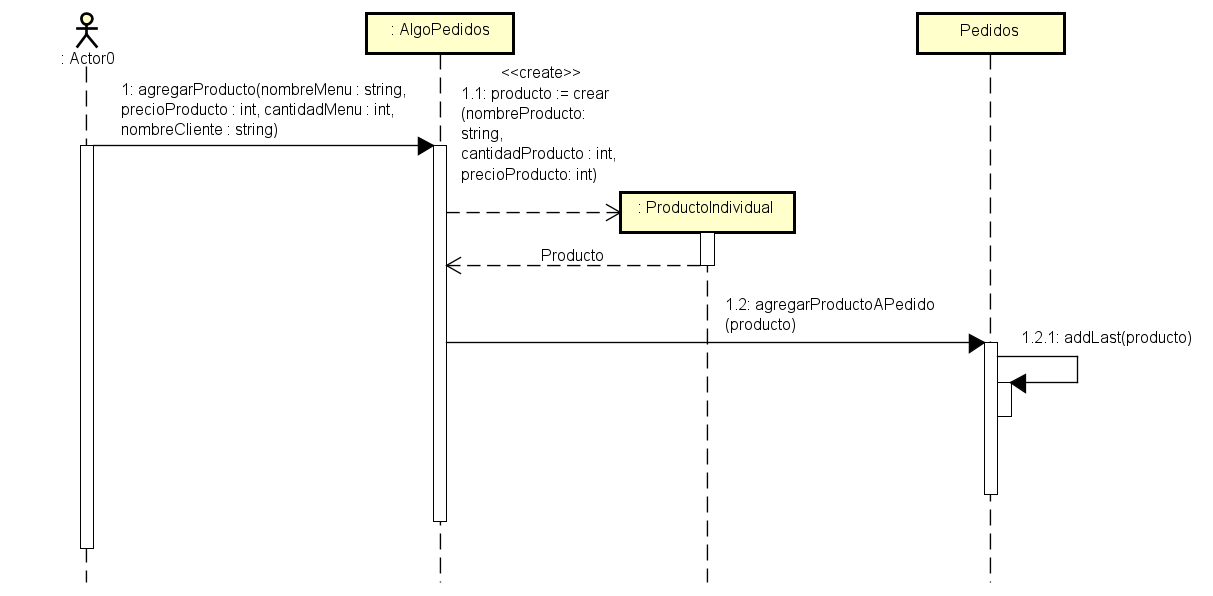 : Actor0
: AlgoPedidos
Pedidos
1: agregarProducto(nombreMenu : string,
precioProducto : int, cantidadMenu : int,
nombreCliente : string)
<<create>>
1.1: producto := crear
(nombreProducto:
string,
cantidadProducto : int,
precioProducto: int)
: ProductoIndividual
Producto
1.2: agregarProductoAPedido
(producto)
1.2.1: addLast(producto)